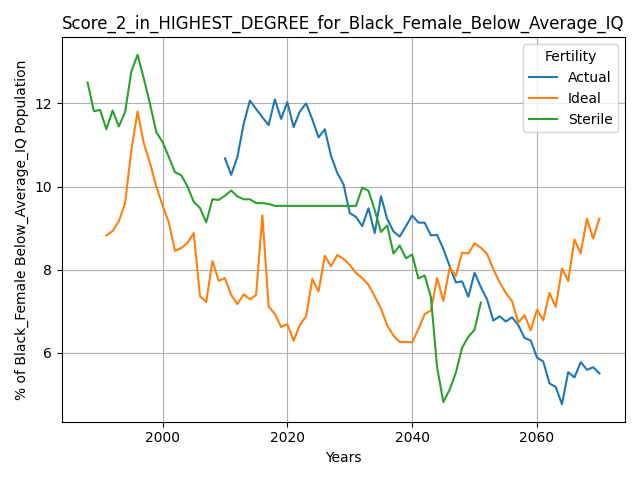 Score_2_in_HIGHEST_DEGREE_for_Black_Female_Below_Average_IQ
% of Black_Female Below_Average_IQ Population
12
10
8
6
2000
2020
2040
2060
Years
Fertility
Actual
Ideal
Sterile